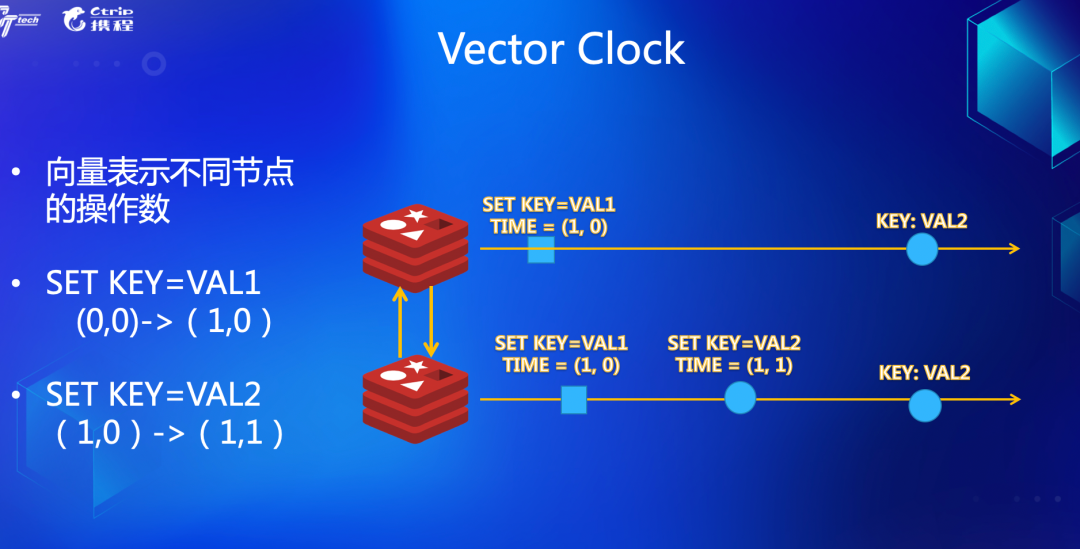 tech
Ctrip
携程
Vector Clock
• 向量表示不同节点
的操作数
• SET KEY=VAL1
(0,0)->（1,0）
• SET KEY=VAL2
（1,0）->（1,1）
SET KEY=VAL1
TIME = (1, 0)
KEY: VAL2
SET KEY=VAL1
TIME = (1, 0)
SET KEY=VAL2
TIME = (1, 1)
KEY: VAL2